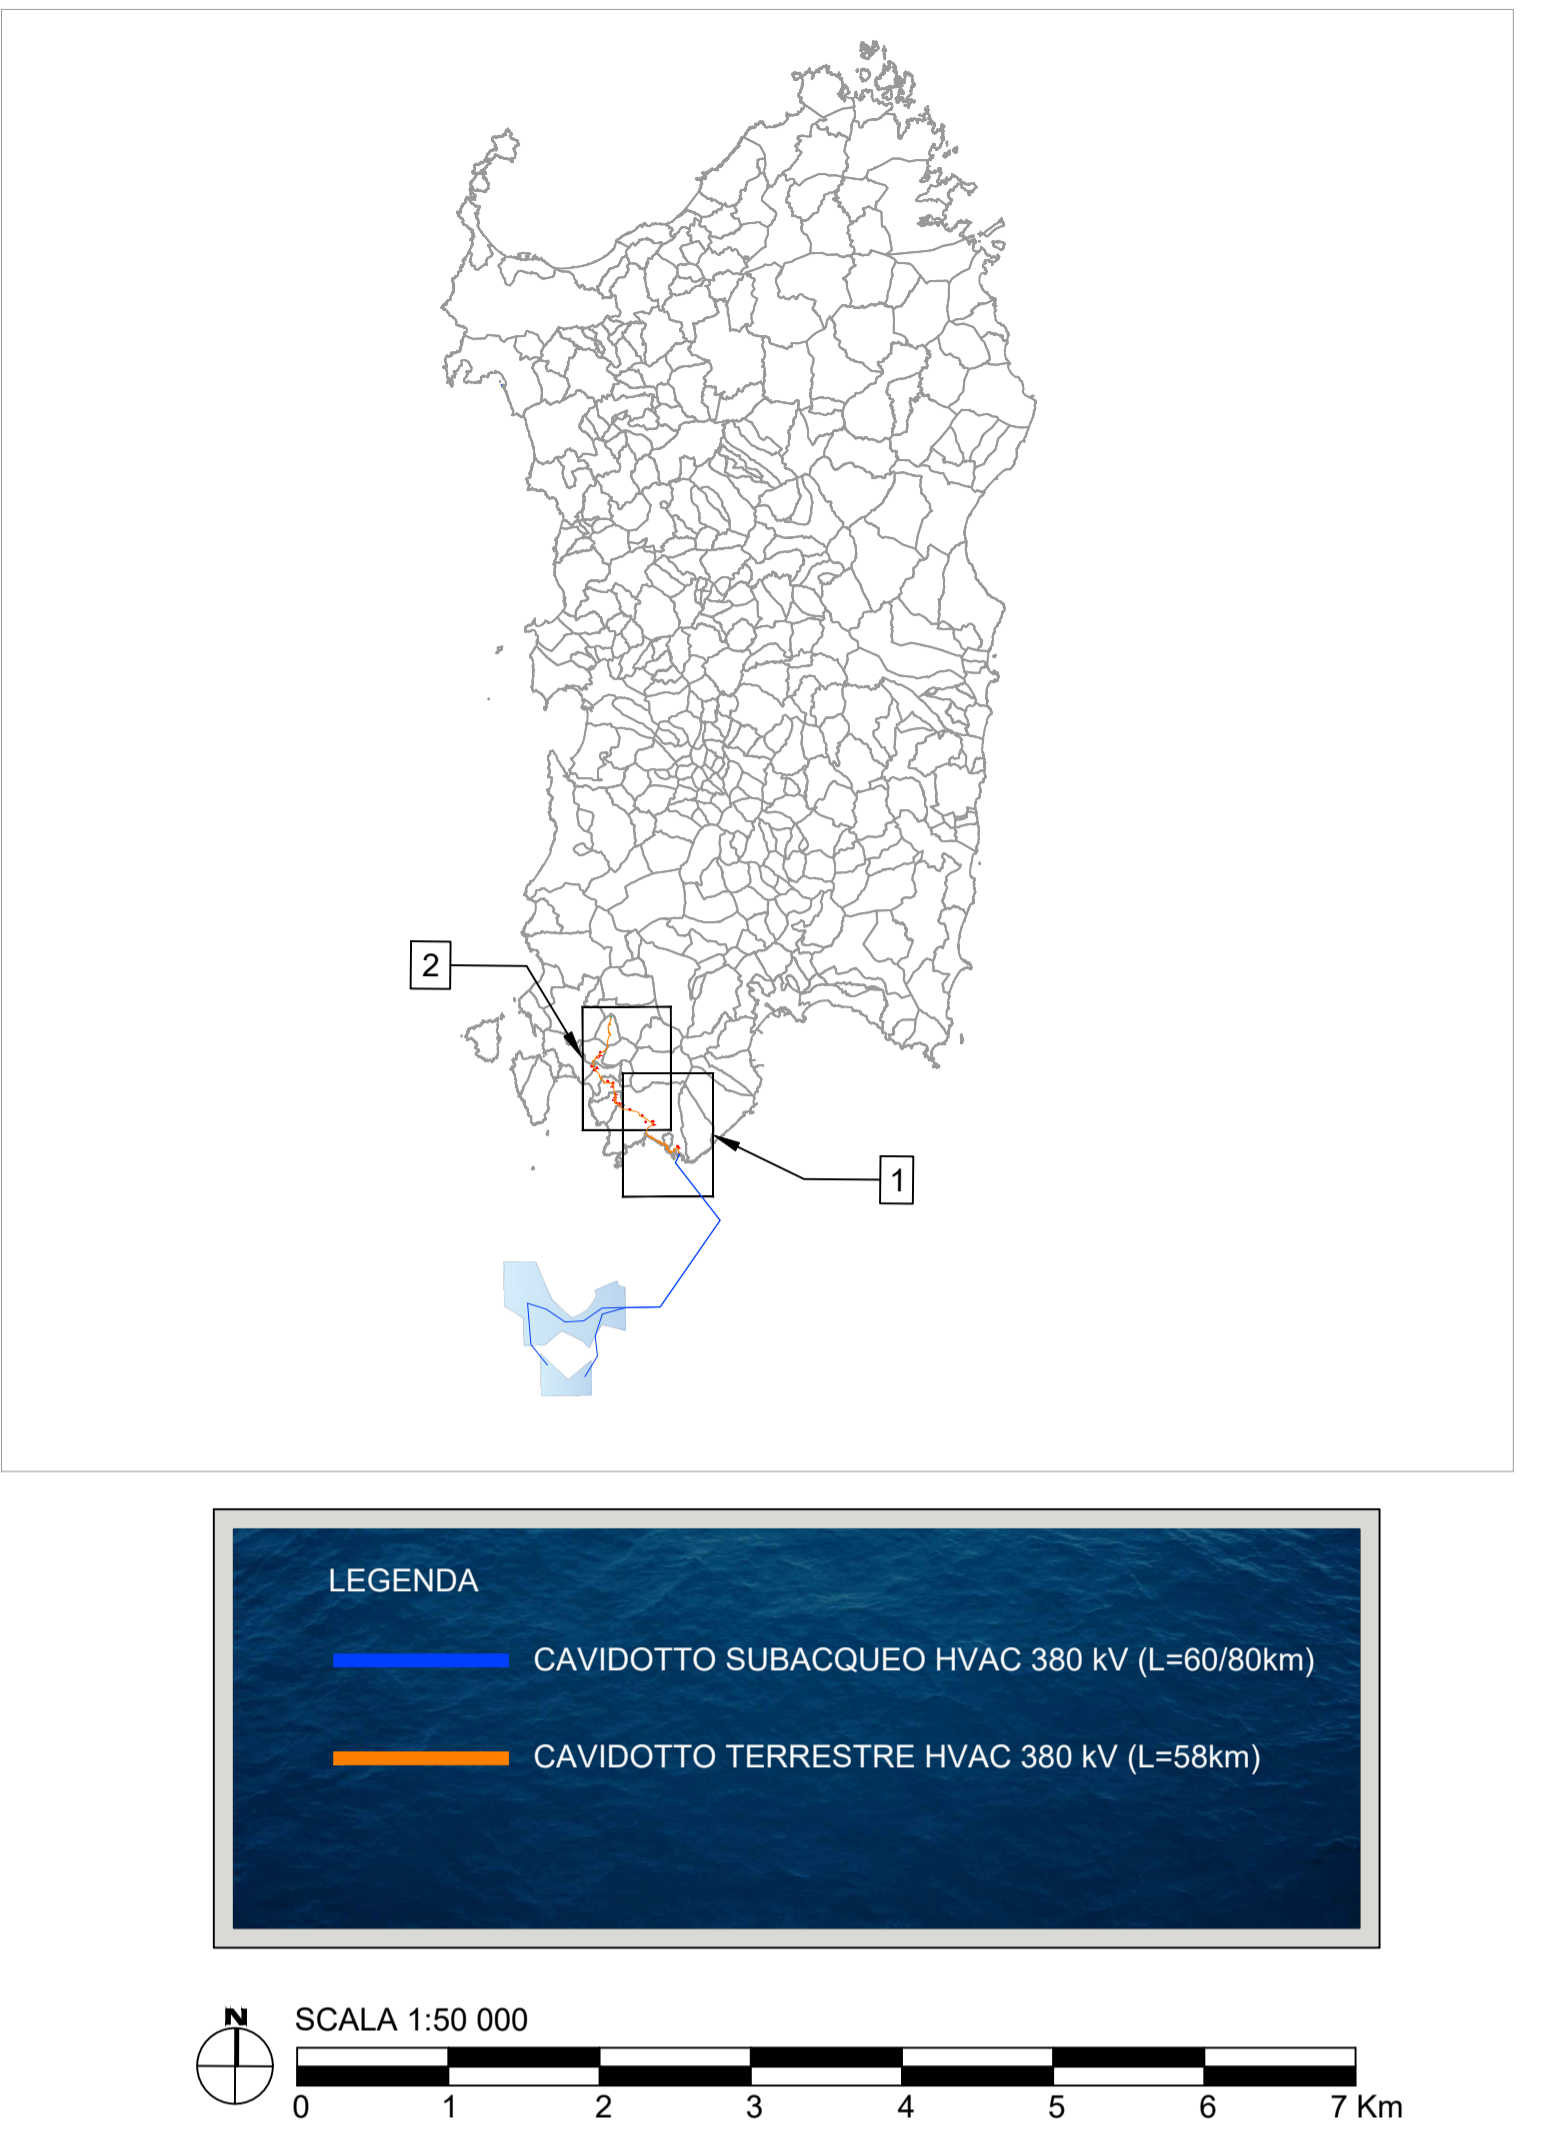 2
1
LEGENDA
CAVIDOTTO SUBACQUEO HVAC 380 kV (L=60/80km)
CAVIDOTTO TERRESTRE HVAC 380 kV (L=58km)
N
SCALA 1:50 000
0 1 2 3 4 5 6 7 Km